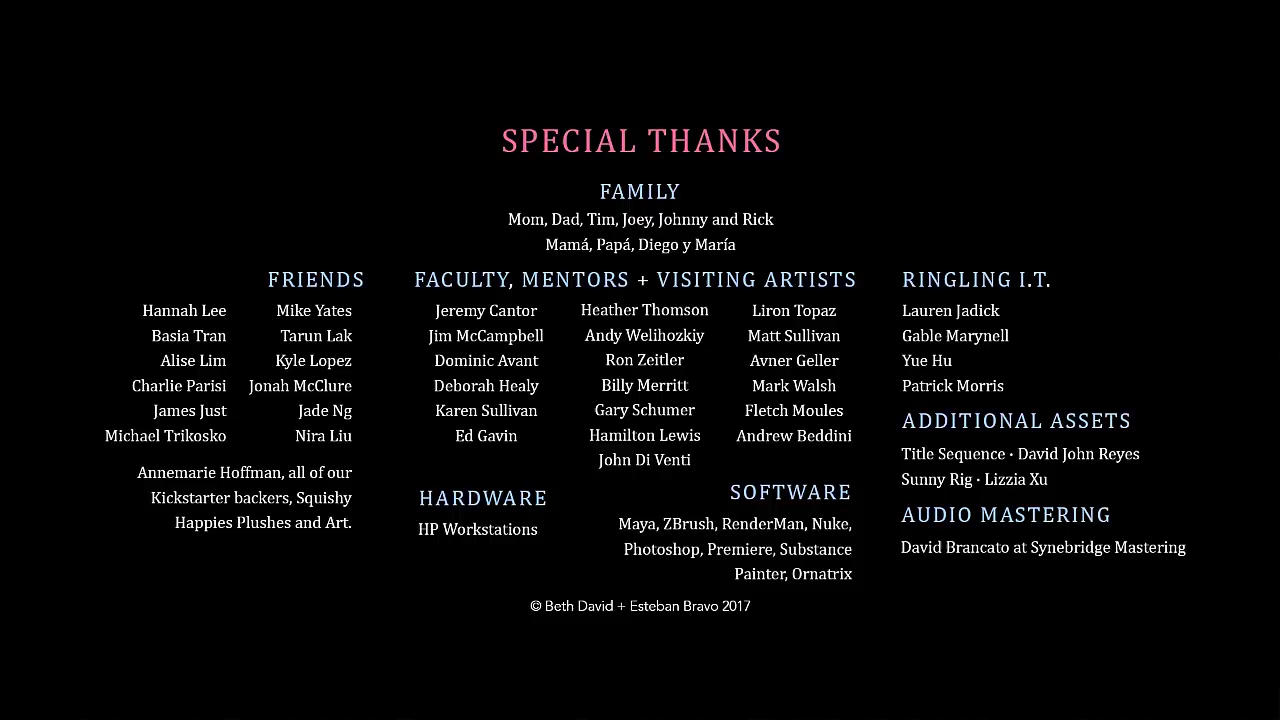 SPECIAL THANKS
FAMILY
Mom, Dad, Tim, Joey, Johnny and Rick
Mamá, Papá, Diego y María
FRIENDS
Hannah Lee
Basia Tran
Alise Lim
Charlie Parisi
James Just
Michael Trikosko
Mike Yates
Tarun Lak
Kyle Lopez
Jonah McClure
Jade Ng
Nira Liu
Annemarie Hoffman, all of our
Kickstarter backers, Squishy
Happies Plushes and Art.
FACULTY, MENTORS + VISITING ARTISTS
Jeremy Cantor
Jim McCampbell
Dominic Avant
Deborah Healy
Karen Sullivan
Ed Gavin
Heather Thomson
Andy Welihozkiy
Ron Zeitler
Billy Merritt
Gary Schumer
Hamilton Lewis
John Di Venti
Liron Topaz
Matt Sullivan
Avner Geller
Mark Walsh
Fletch Moules
Andrew Beddini
HARDWARE
HP Workstations
SOFTWARE
Maya, ZBrush, RenderMan, Nuke,
Photoshop, Premiere, Substance
Painter, Ornatrix
RINGLING I.T.
Lauren Jadick
Gable Marynell
Yue Hu
Patrick Morris
ADDITIONAL ASSETS
Title Sequence · David John Reyes
Sunny Rig · Lizzia Xu
AUDIO MASTERING
David Brancato at Synebridge Mastering
© Beth David + Esteban Bravo 2017